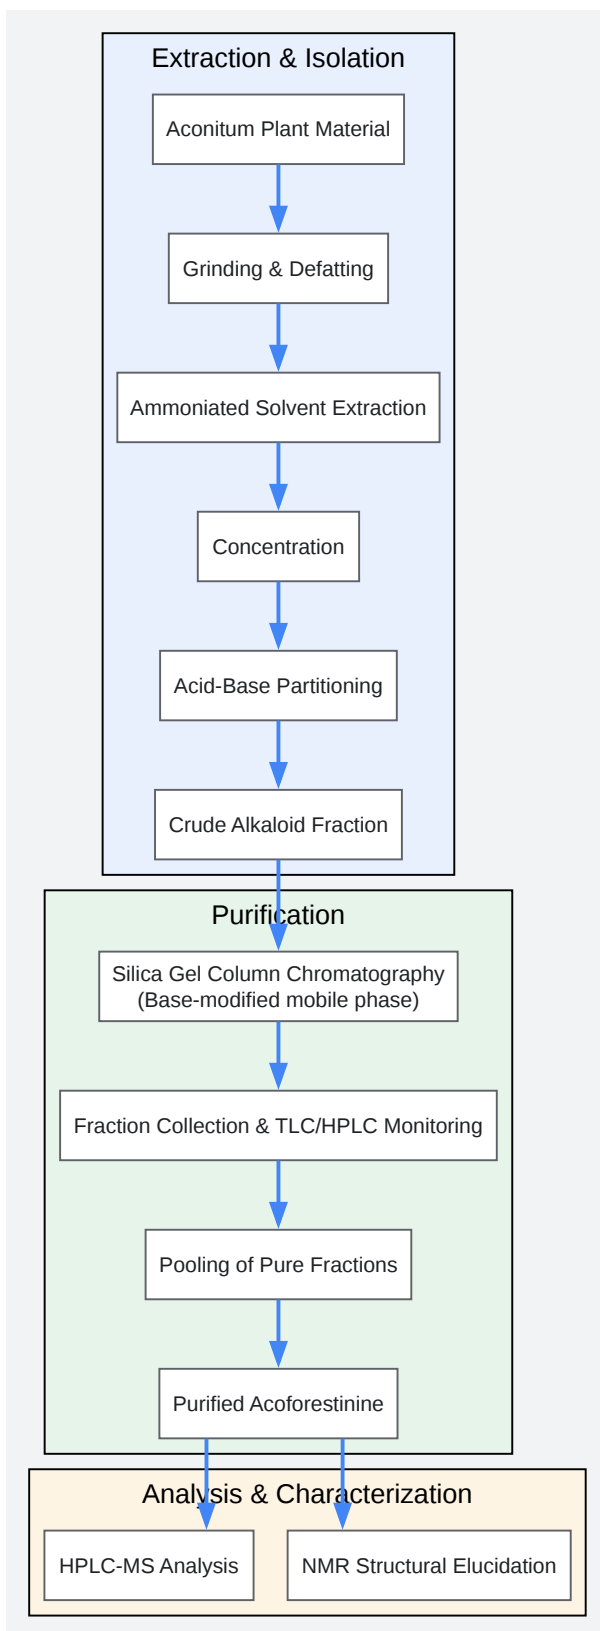 Extraction & Isolation
Aconitum Plant Material
Grinding & Defatting
Ammoniated Solvent Extraction
Concentration
Acid-Base Partitioning
Crude Alkaloid Fraction
Purification
Silica Gel Column Chromatography
(Base-modified mobile phase)
Fraction Collection & TLC/HPLC Monitoring
Pooling of Pure Fractions
Purified Acoforestinine
Analysis & Characterization
HPLC-MS Analysis
NMR Structural Elucidation